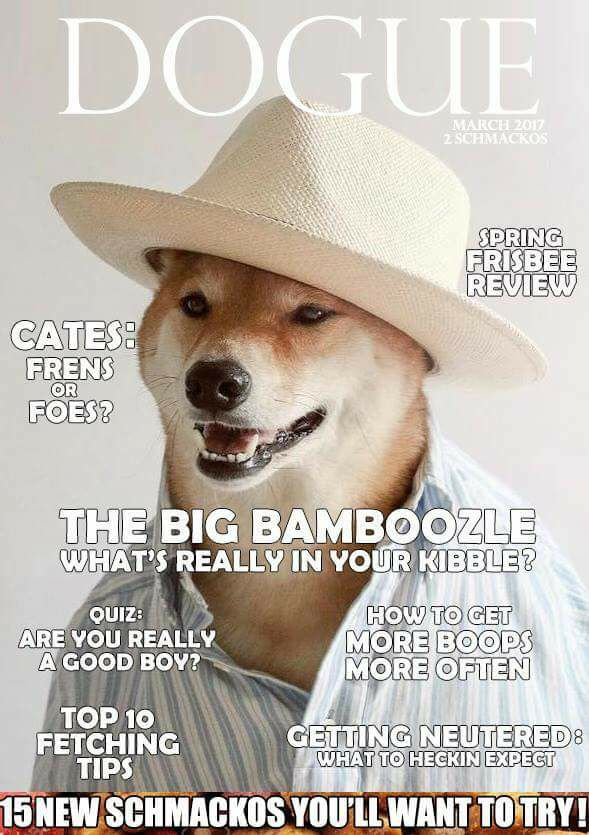 DOGUE
MARCH 2017
2 SCHMACKOS
SPRING
FRISBEE
REVIEW
CATES:
FRENS
OR
FOES?
THE BIG BAMBOOZLE
WHAT'S REALLY IN YOUR KIBBLE?
QUIZ:
ARE YOU REALLY
A GOOD BOY?
HOW TO GET
MORE BOOPS
MORE OFTEN
TOP 10
FETCHING
TIPS
GETTING NEUTERED:
WHAT TO HECKIN EXPECT
15 NEW SCHMACKOS YOU'LL WANT TO TRY!